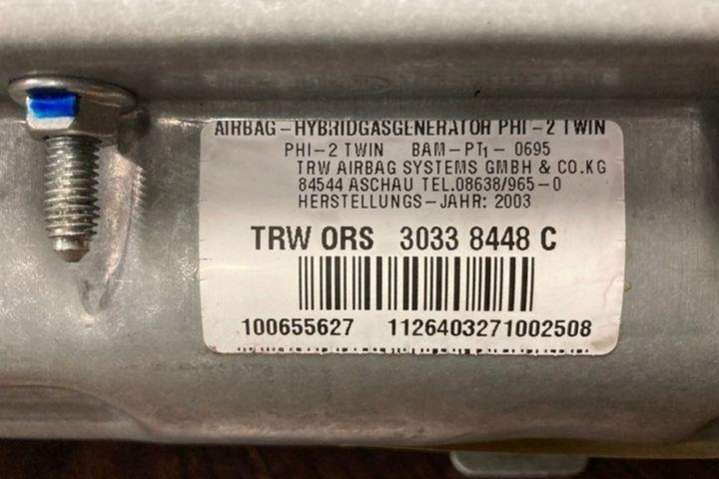 AIRBAG-HYBRIDGASGENERATOR PHI-2 TWIN
PHI-2 TWIN BAM-PT1-0695
TRW AIRBAG SYSTEMS GMBH & CO.KG
84544 ASCHAU TEL.08638/965-0
HERSTELLUNGS-JAHR: 2003
TRW ORS 3033 8448 C
100655627 1126403271002508